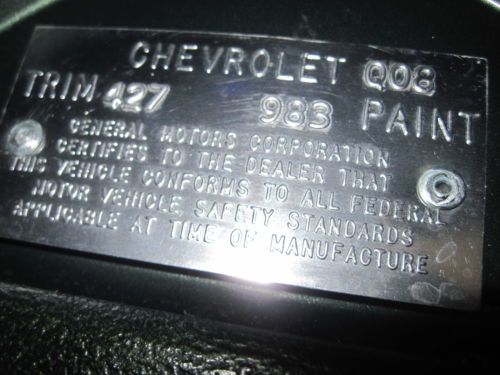 CHEVROLET Q08
TRIM 427 983 PAINT
GENERAL MOTORS CORPORATION
CERTIFIES TO THE DEALER THAT
THIS VEHICLE CONFORMS TO ALL FEDERAL
MOTOR VEHICLE SAFETY STANDARDS
APPLICABLE AT TIME OF MANUFACTURE